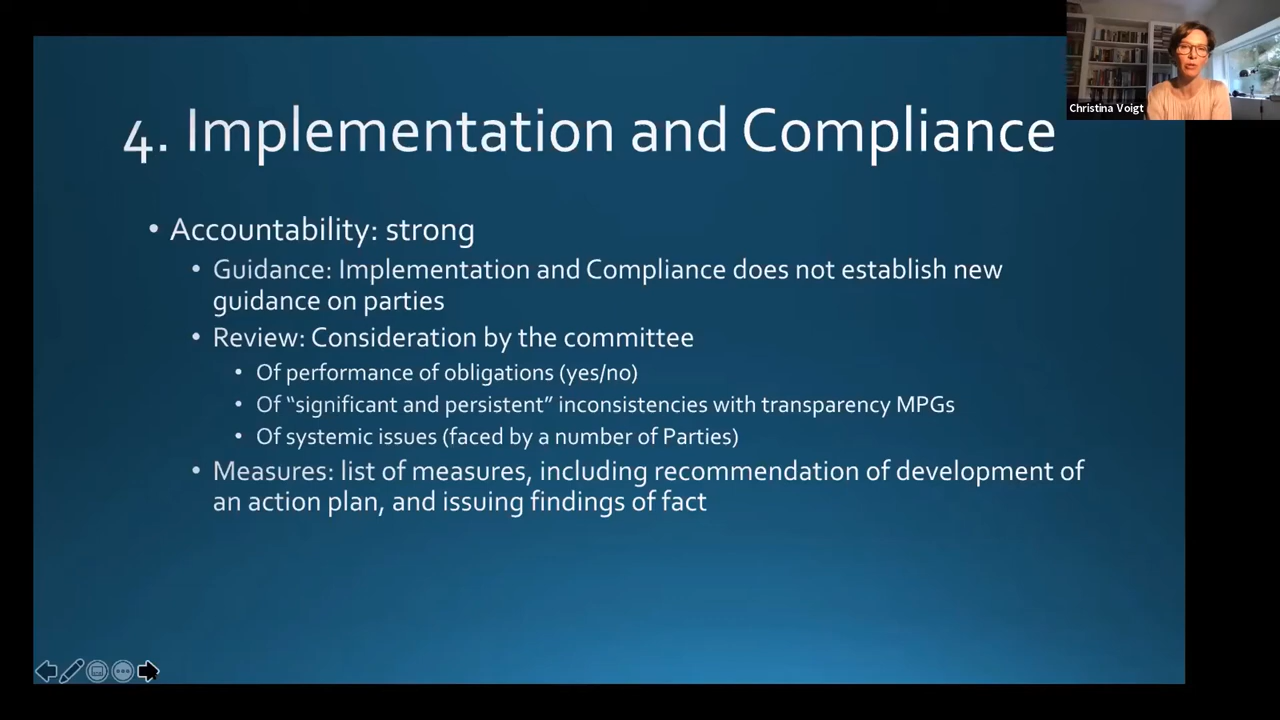 4. Implementation and Compliance
Christina Voigt
• Accountability: strong
• Guidance: Implementation and Compliance does not establish new
guidance on parties
• Review: Consideration by the committee
• Of performance of obligations (yes/no)
• Of “significant and persistent” inconsistencies with transparency MPGs
• Of systemic issues (faced by a number of Parties)
• Measures: list of measures, including recommendation of development of
an action plan, and issuing findings of fact